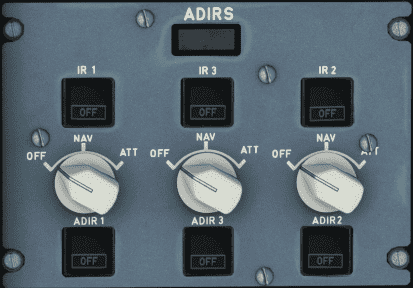 ADIRS
IR 1 IR 3 IR 2
OFF OFF OFF
NAV NAV NAV
OFF ATT OFF ATT OFF ATT
ADIR 1 ADIR 3 ADIR 2
OFF OFF OFF